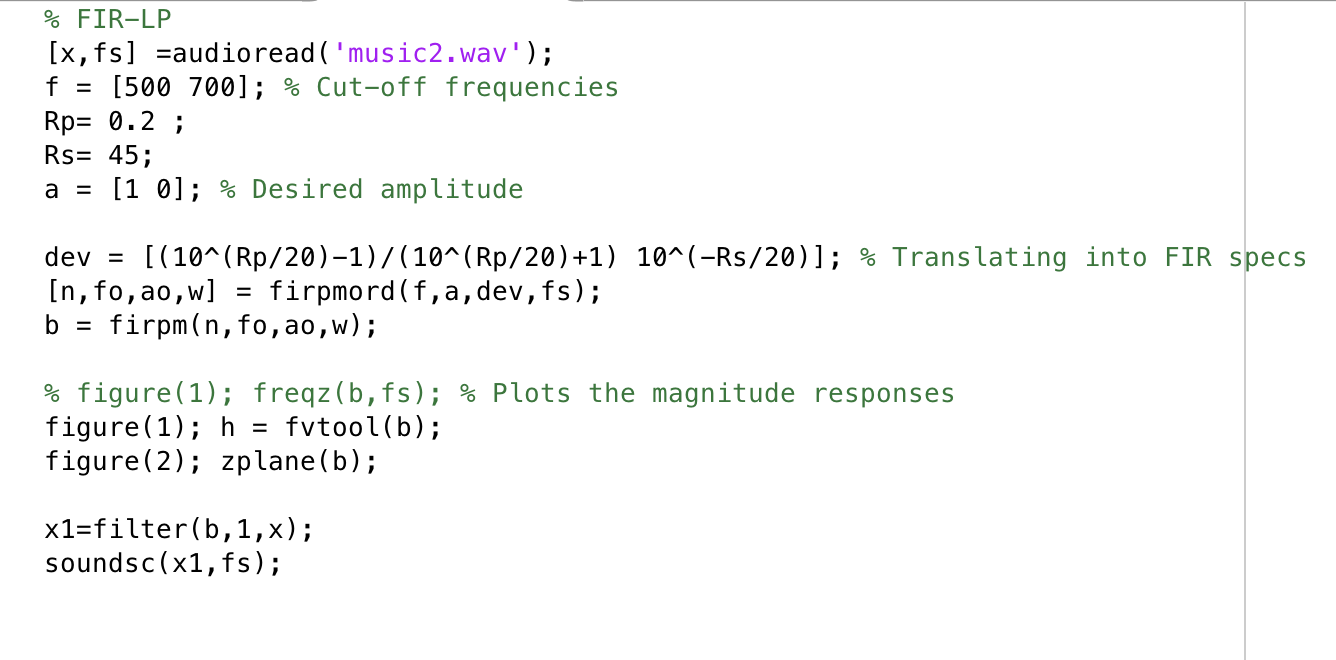 % FIR-LP
[x,fs] =audioread('music2.wav');
f = [500 700]; % Cut-off frequencies
Rp= 0.2 ;
Rs= 45;
a = [1 0]; % Desired amplitude
dev = [(10^(Rp/20)-1)/(10^(Rp/20)+1) 10^(-Rs/20)]; % Translating into FIR specs
[n,fo,ao,w] = firpmord(f,a,dev,fs);
b = firpm(n,fo,ao,w);
% figure(1); freqz(b,fs); % Plots the magnitude responses
figure(1); h = fvtool(b);
figure(2); zplane(b);
x1=filter(b,1,x);
soundsc(x1,fs);